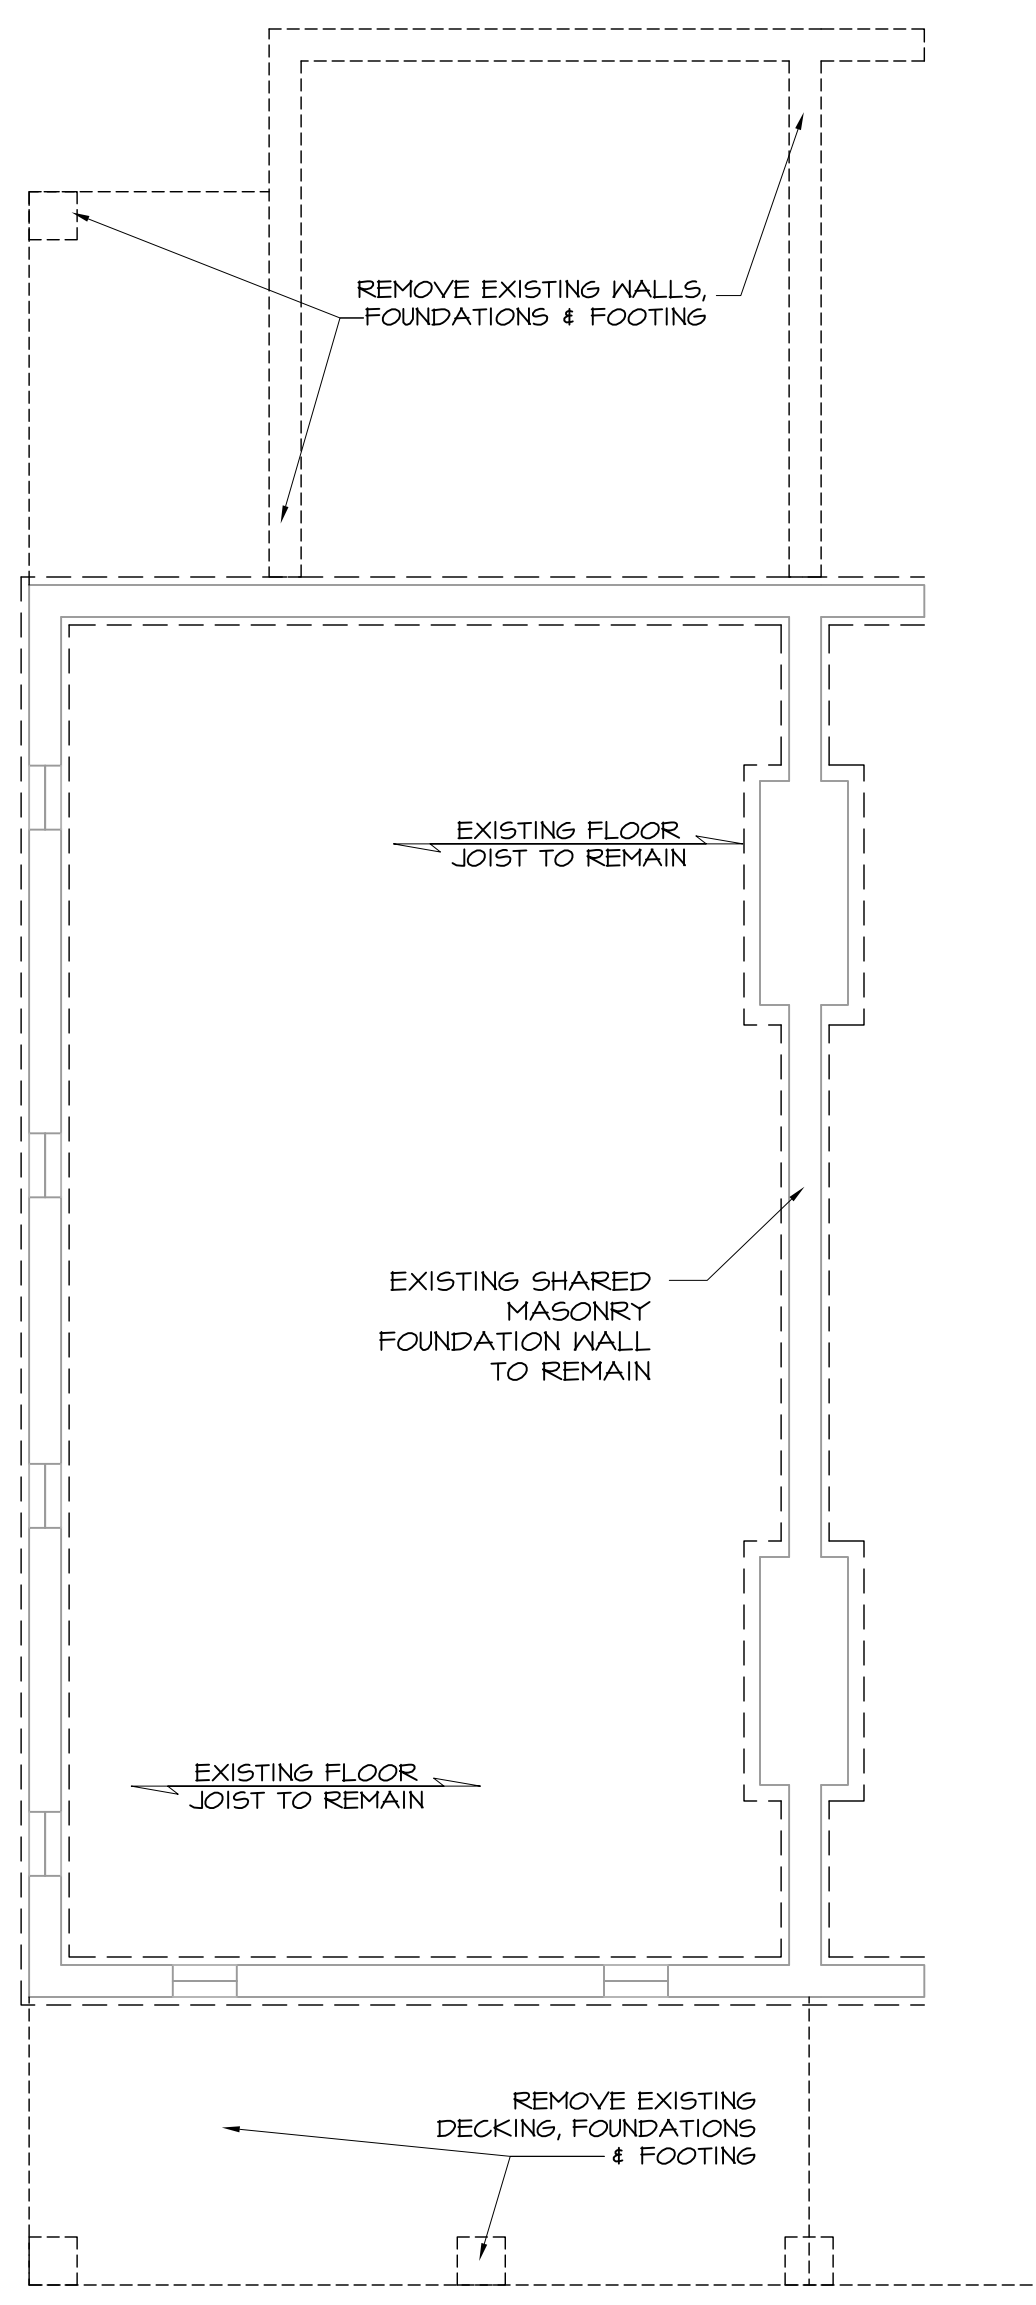 REMOVE EXISTING WALLS,
FOUNDATIONS & FOOTING
EXISTING FLOOR
JOIST TO REMAIN
EXISTING SHARED
MASONRY
FOUNDATION WALL
TO REMAIN
EXISTING FLOOR
JOIST TO REMAIN
REMOVE EXISTING
DECKING, FOUNDATIONS
& FOOTING